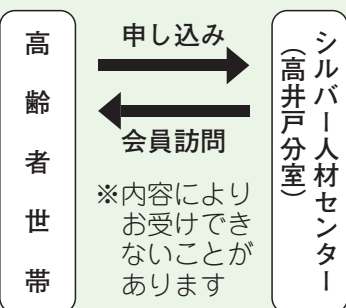 高齢者世帯
申し込み
会員訪問
※内容により
お受けでき
ないことが
あります
シルバー人材センター
（高井戸分室）